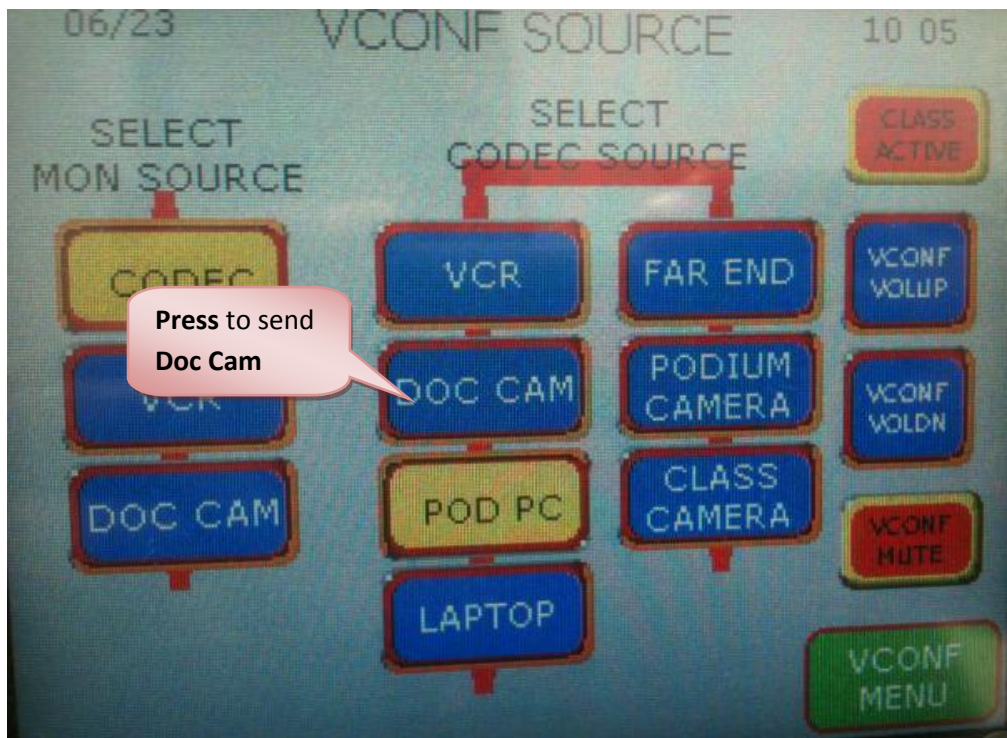 06/23
VCONF SOURCE
10 05
SELECT
MON SOURCE
SELECT
CODEC SOURCE
CLASS
ACTIVE
CODEC
VCR
FAR END
VCONF
VOLUP
Press to send
Doc Cam
VCR
DOC CAM
PODIUM
CAMERA
VCONF
VOLDN
DOC CAM
POD PC
CLASS
CAMERA
VCONF
MUTE
LAPTOP
VCONF
MENU